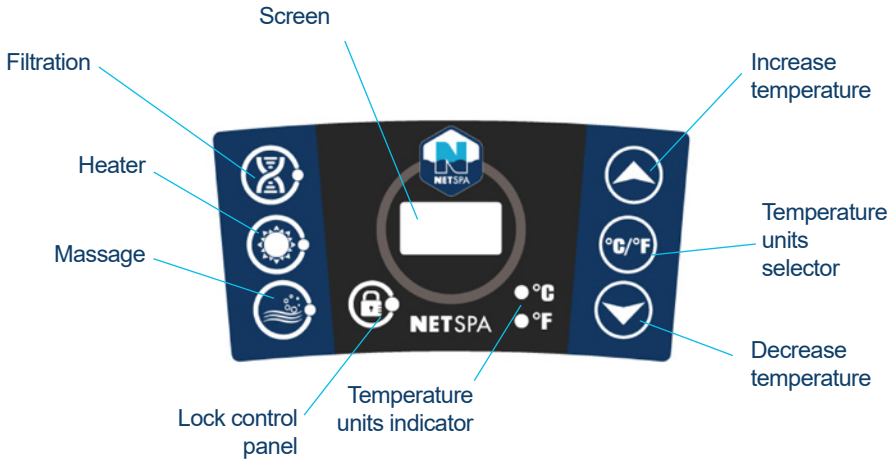 Screen
Filtration
Increase
temperature
Heater
NETSPA
Temperature
units
selector
Massage
°C/°F
°C
NETSPA
°F
Decrease
temperature
Temperature
units indicator
Lock control
panel